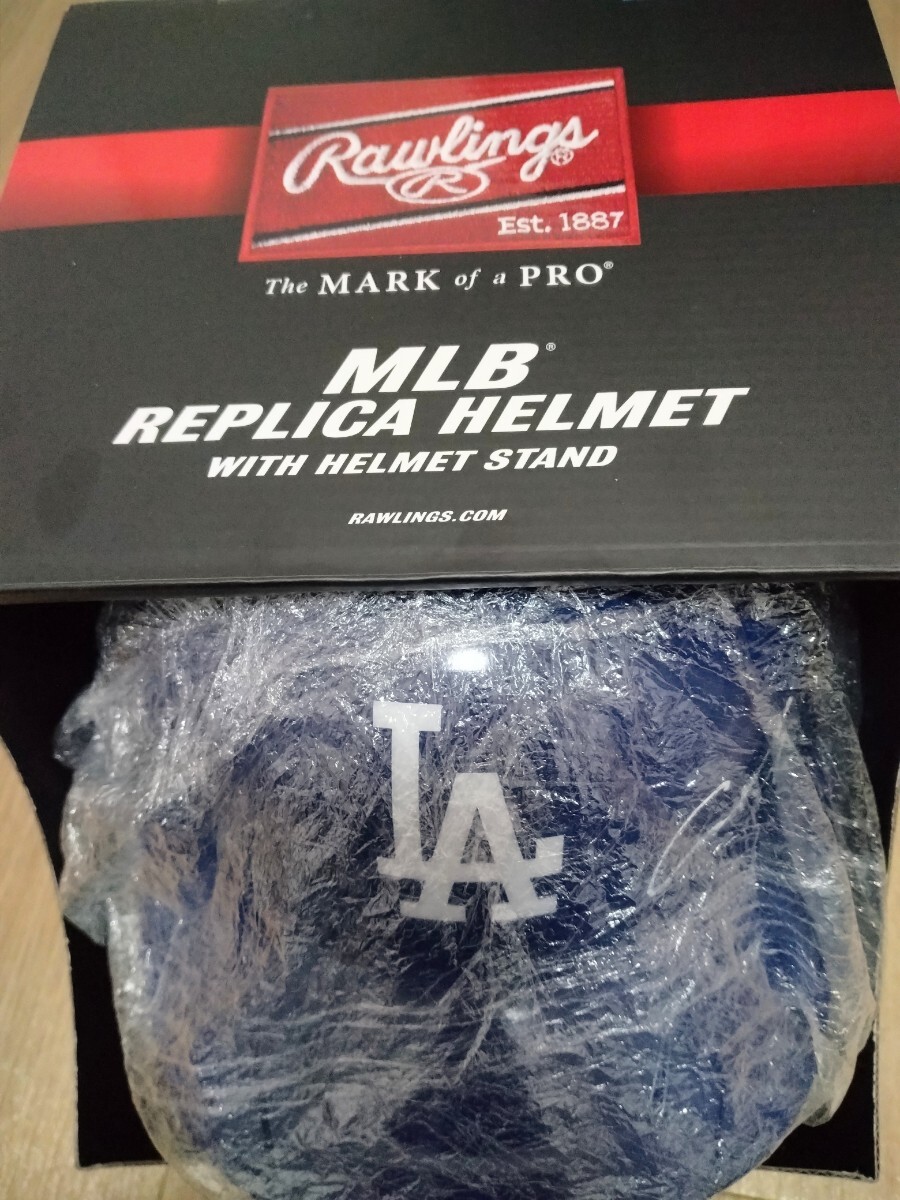 Rawlings®
R
Est. 1887
The MARK of a PRO®
MLB®
REPLICA HELMET
WITH HELMET STAND
RAWLINGS.COM
LA